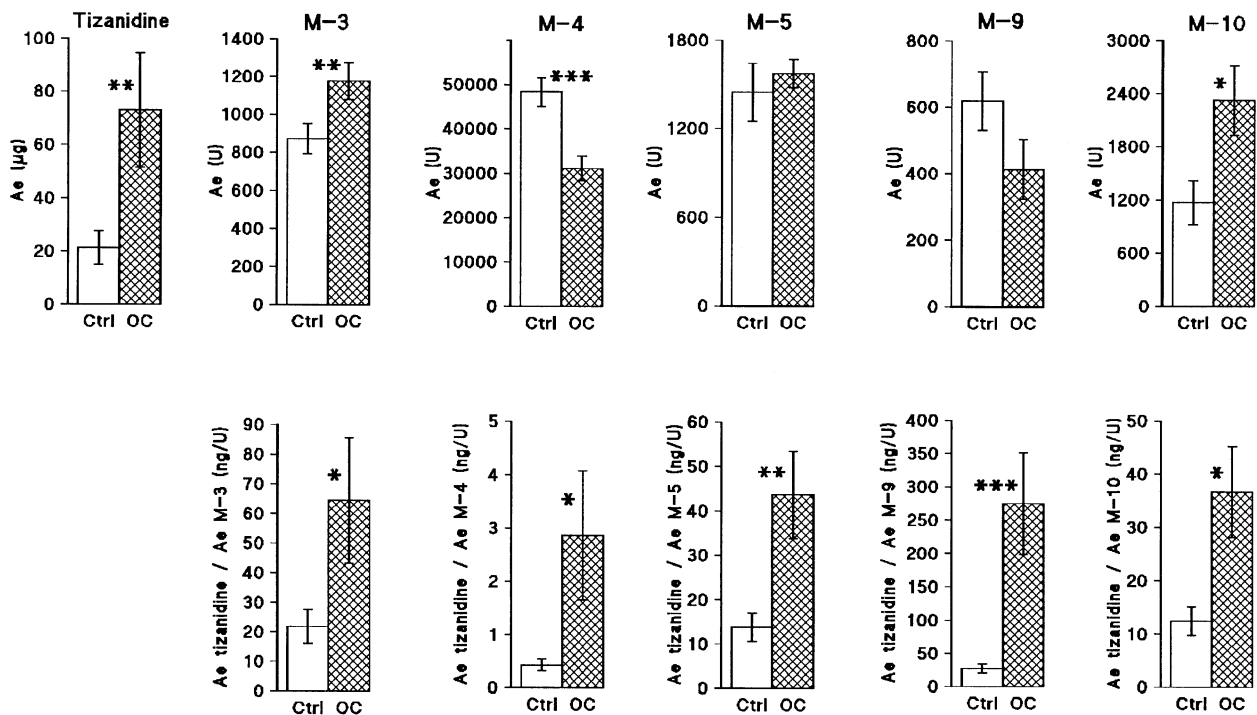 Tizanidine
Ae (µg)
100
80
60
40
20
0
**
Ctrl OC
M-3
Ae (U)
1400
1200
1000
800
600
400
200
0
**
Ctrl OC
M-4
Ae (U)
50000
40000
30000
20000
10000
0
***
Ctrl OC
M-5
Ae (U)
1800
1200
600
0
Ctrl OC
M-9
Ae (U)
800
600
400
200
0
Ctrl OC
M-10
Ae (U)
3000
2400
1800
1200
600
0
*
Ctrl OC
Ae tizanidine / Ae M-3 (ng/U)
90
80
70
60
50
40
30
20
10
0
*
Ctrl OC
Ae tizanidine / Ae M-4 (ng/U)
5
4
3
2
1
0
*
Ctrl OC
Ae tizanidine / Ae M-5 (ng/U)
60
50
40
30
20
10
0
**
Ctrl OC
Ae tizanidine / Ae M-9 (ng/U)
400
350
300
250
200
150
100
50
0
***
Ctrl OC
Ae tizanidine / Ae M-10 (ng/U)
50
40
30
20
10
0
*
Ctrl OC